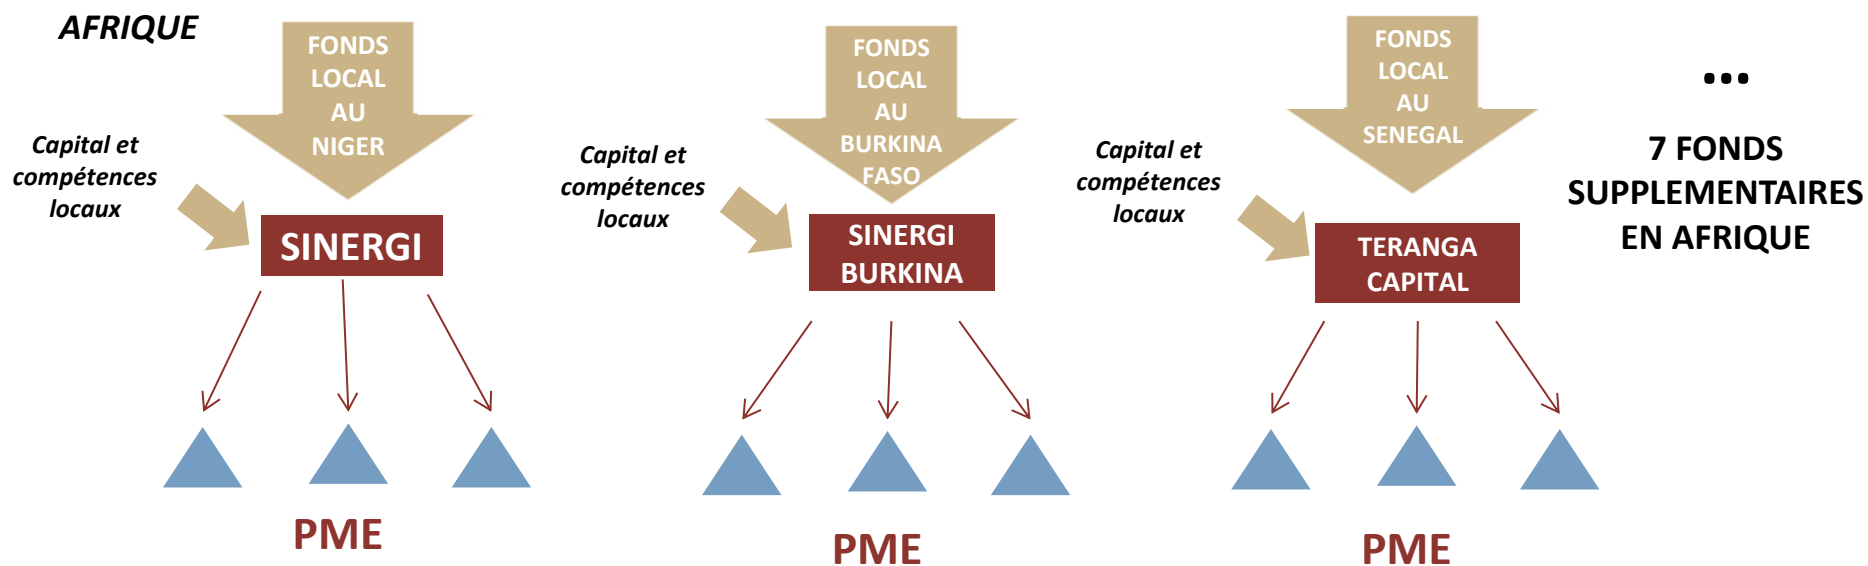 AFRIQUE
FONDS
LOCAL
AU
NIGER
Capital et
compétences
locaux
SINERGI
PME
FONDS
LOCAL
AU
BURKINA
FASO
Capital et
compétences
locaux
SINERGI
BURKINA
PME
FONDS
LOCAL
AU
SENEGAL
Capital et
compétences
locaux
TERANGA
CAPITAL
PME
...
7 FONDS
SUPPLEMENTAIRES
EN AFRIQUE